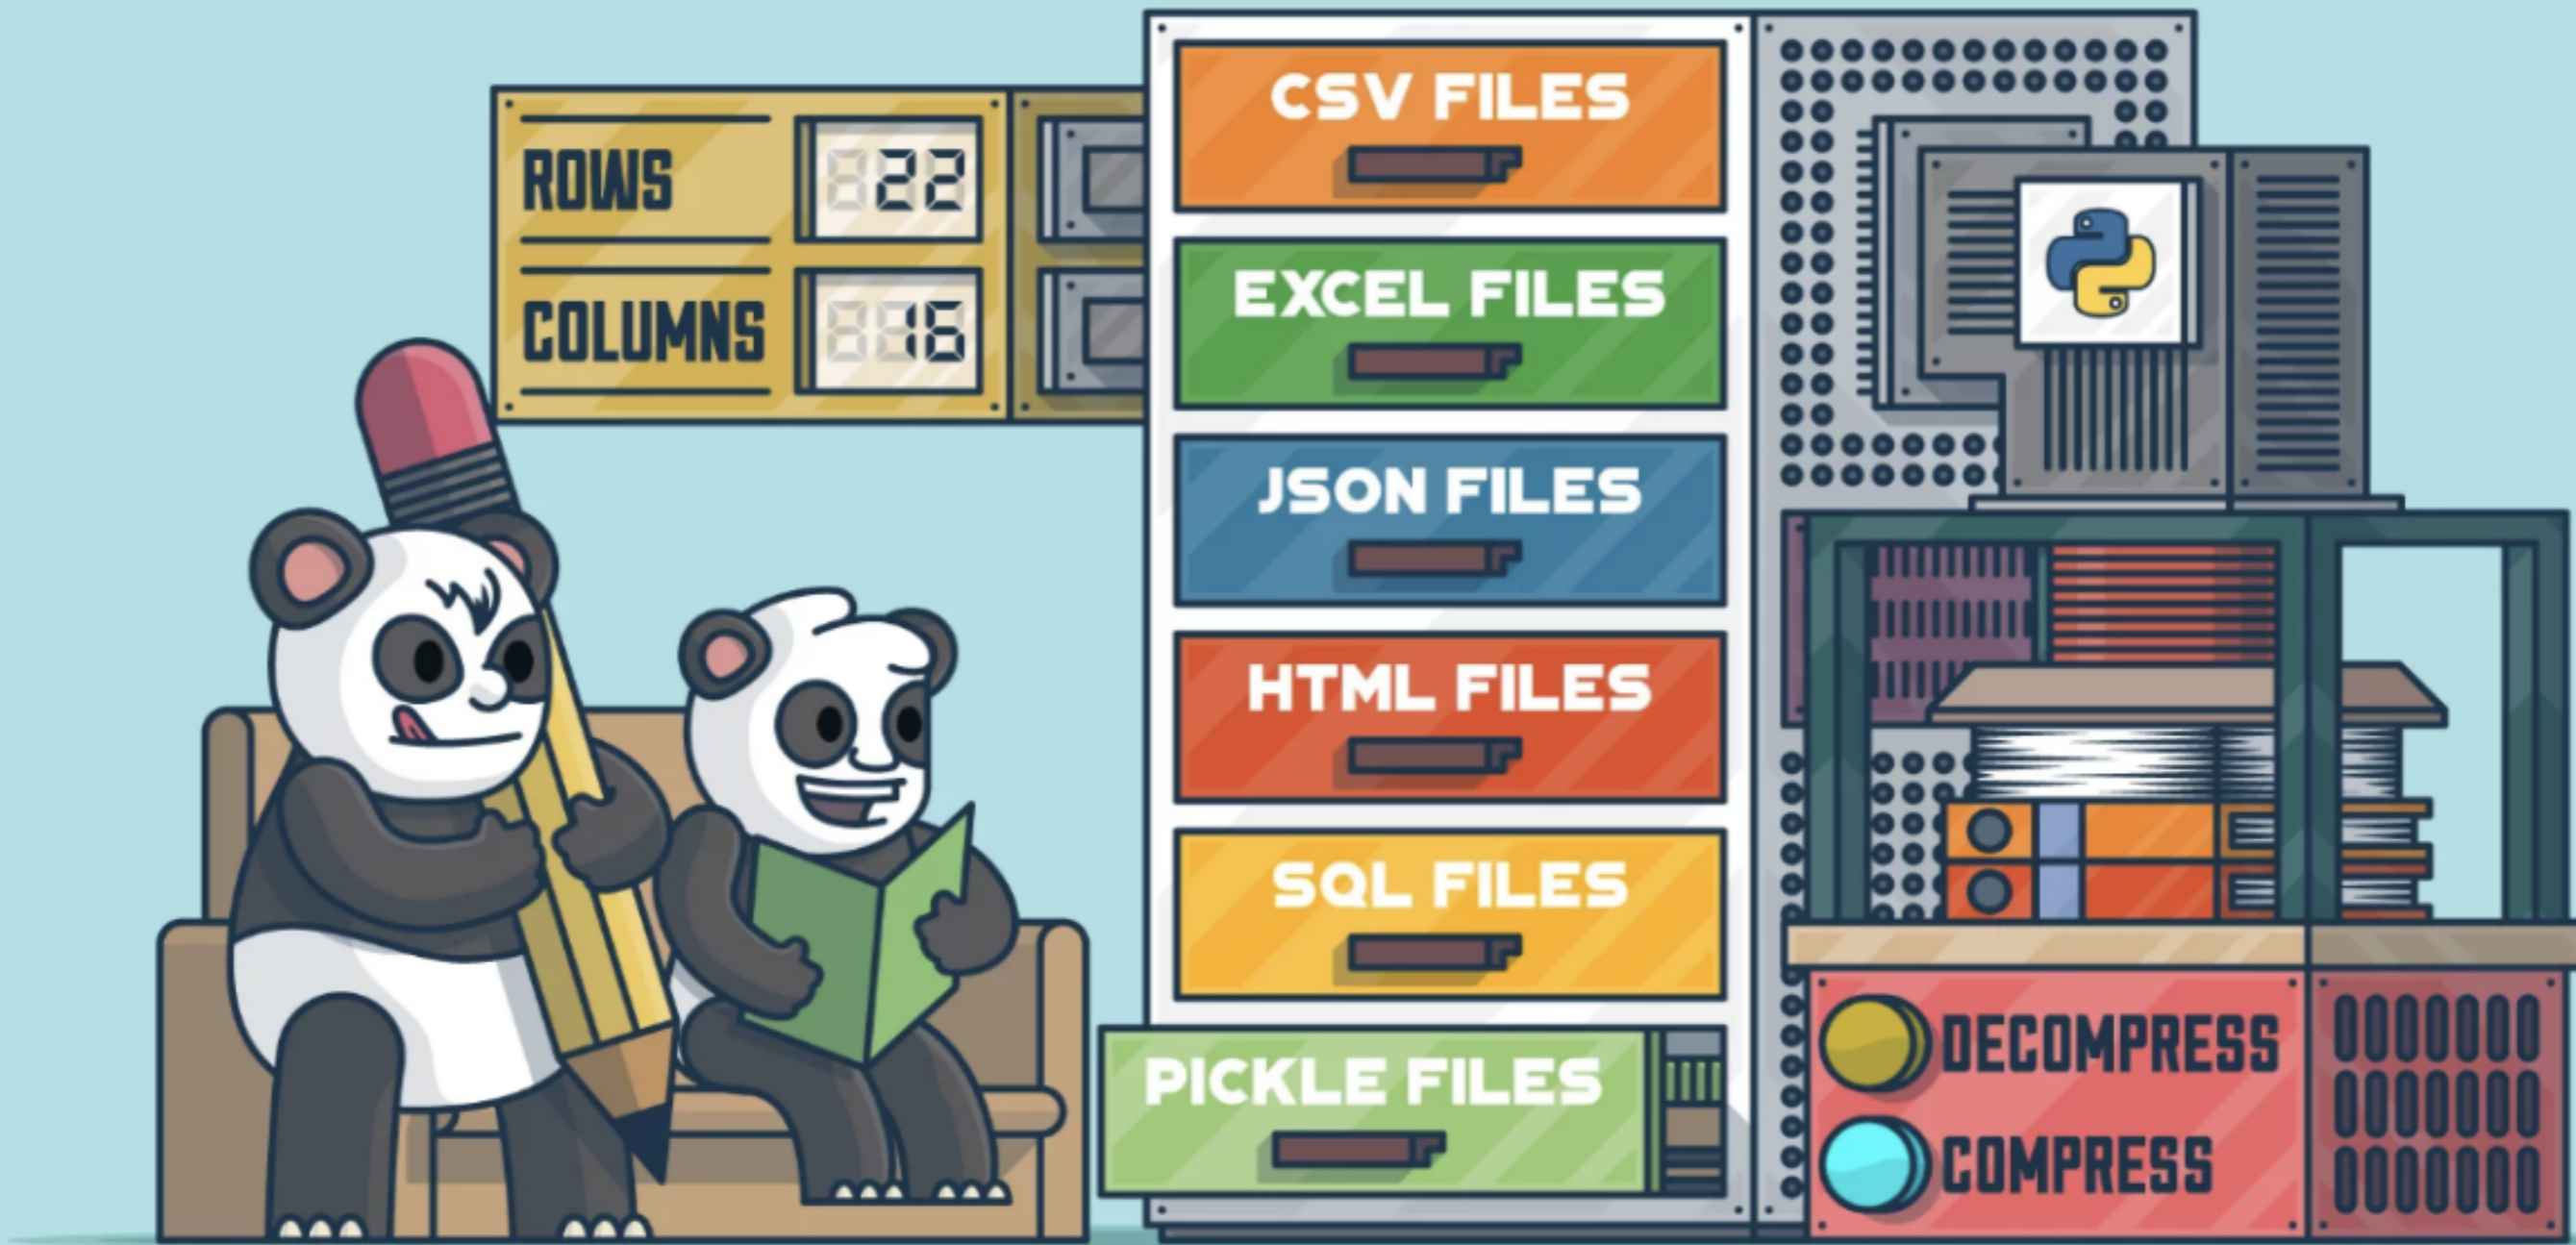 ROWS
22
COLUMNS
16
CSV FILES
EXCEL FILES
JSON FILES
HTML FILES
SQL FILES
PICKLE FILES
DECOMPRESS
COMPRESS